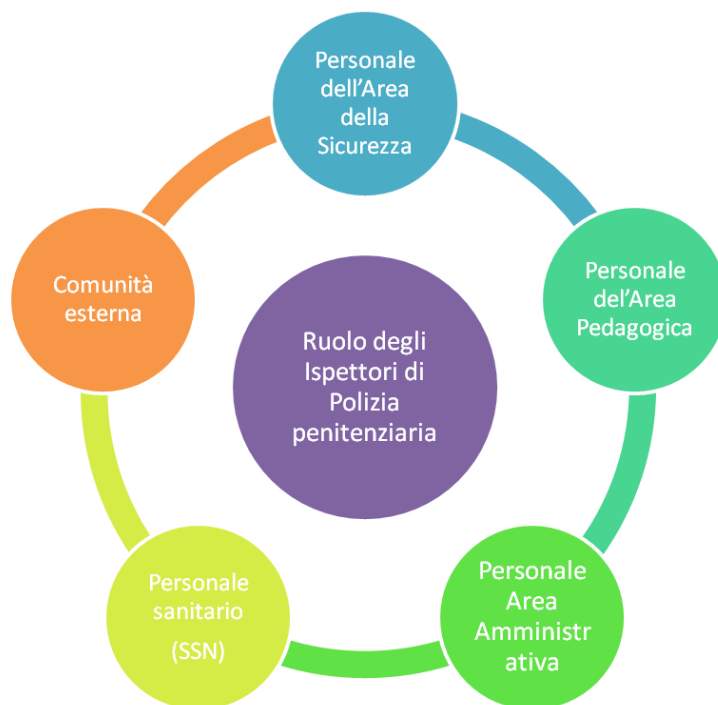 Personale
dell'Area
della
Sicurezza
Personale
del'Area
Pedagogica
Personale
Area
Amministr
ativa
Personale
sanitario
(SSN)
Comunità
esterna
Ruolo degli
Ispettori di
Polizia
penitenziaria